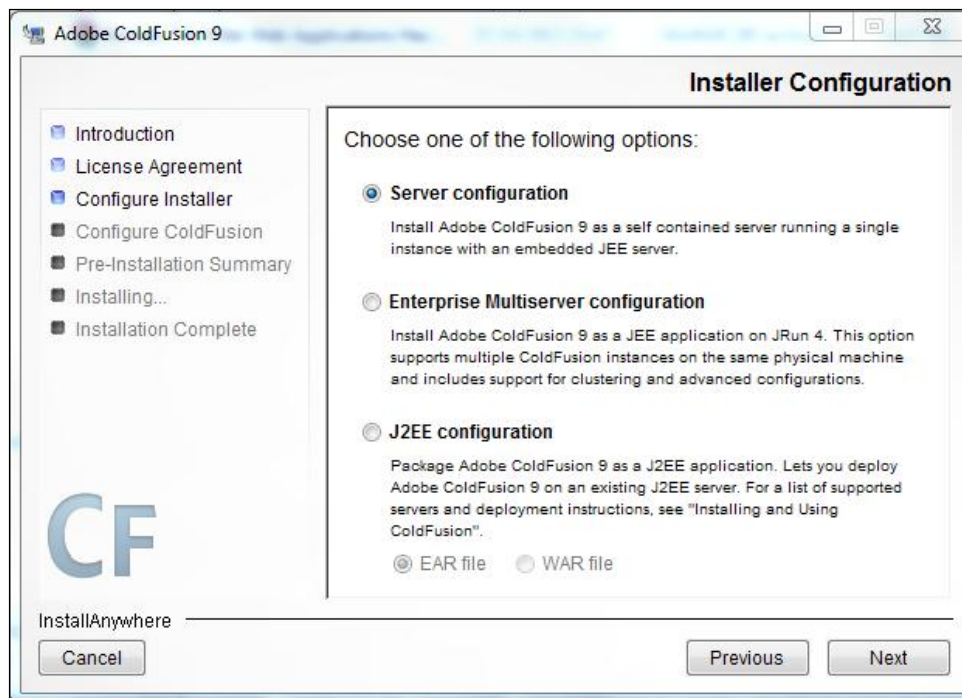 Adobe ColdFusion 9
Installer Configuration
Introduction
License Agreement
Configure Installer
Configure ColdFusion
Pre-Installation Summary
Installing...
Installation Complete
CF
Choose one of the following options:
Server configuration
Install Adobe ColdFusion 9 as a self contained server running a single
instance with an embedded JEE server.
Enterprise Multiserver configuration
Install Adobe ColdFusion 9 as a JEE application on JRun 4. This option
supports multiple ColdFusion instances on the same physical machine
and includes support for clustering and advanced configurations.
J2EE configuration
Package Adobe ColdFusion 9 as a J2EE application. Lets you deploy
Adobe ColdFusion 9 on an existing J2EE server. For a list of supported
servers and deployment instructions, see "Installing and Using
ColdFusion".
EAR file WAR file
InstallAnywhere
Cancel Previous Next